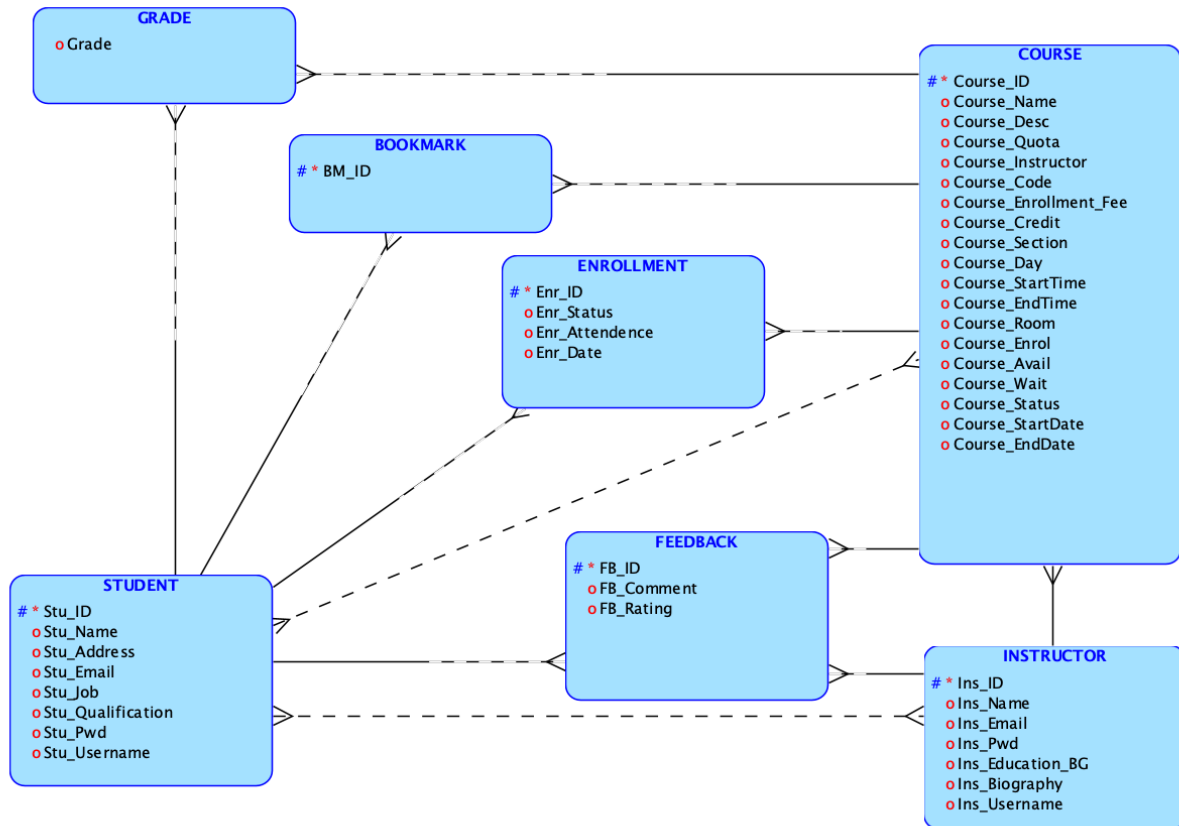 GRADE
o Grade
COURSE
# * Course_ID
o Course_Name
o Course_Desc
o Course_Quota
o Course_Instructor
o Course_Code
o Course_Enrollment_Fee
o Course_Credit
o Course_Section
o Course_Day
o Course_StartTime
o Course_EndTime
o Course_Room
o Course_Enrol
o Course_Avail
o Course_Wait
o Course_Status
o Course_StartDate
o Course_EndDate
BOOKMARK
# * BM_ID
ENROLLMENT
# * Enr_ID
o Enr_Status
o Enr_Attendence
o Enr_Date
FEEDBACK
# * FB_ID
o FB_Comment
o FB_Rating
STUDENT
# * Stu_ID
o Stu_Name
o Stu_Address
o Stu_Email
o Stu_Job
o Stu_Qualification
o Stu_Pwd
o Stu_Username
INSTRUCTOR
# * Ins_ID
o Ins_Name
o Ins_Email
o Ins_Pwd
o Ins_Education_BG
o Ins_Biography
o Ins_Username